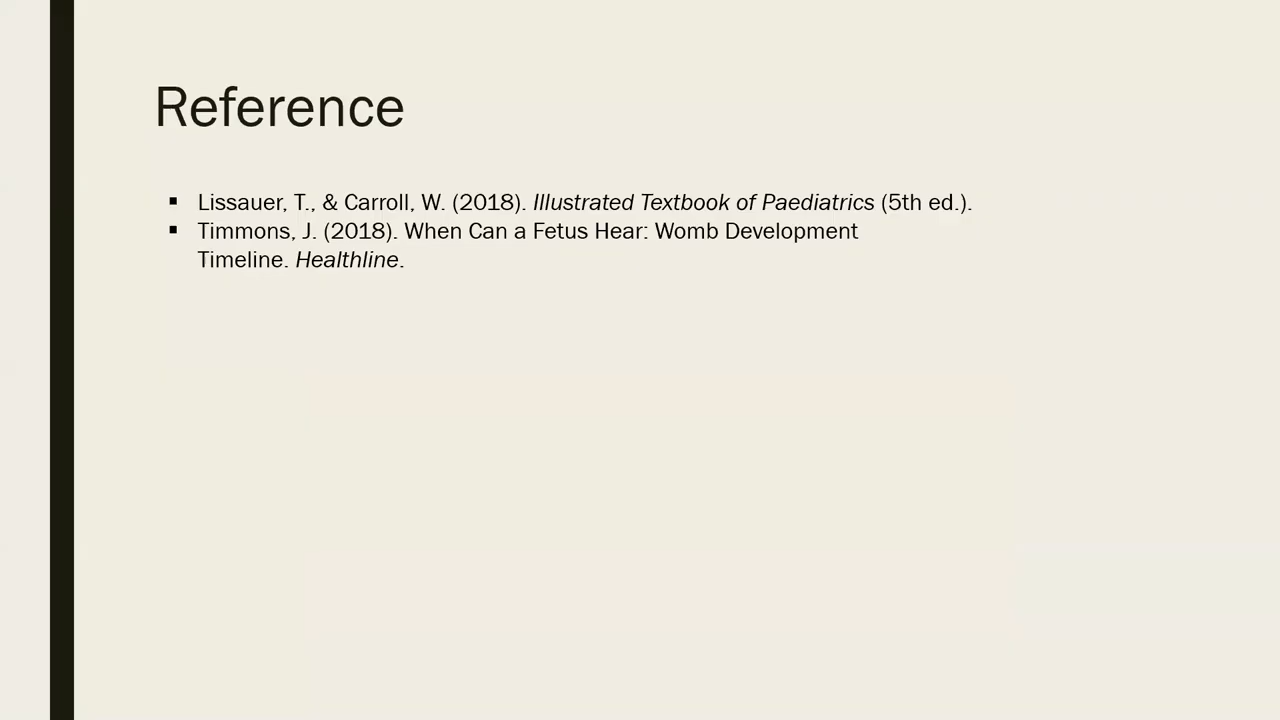 Reference
▪ Lissauer, T., & Carroll, W. (2018). Illustrated Textbook of Paediatrics (5th ed.).
▪ Timmons, J. (2018). When Can a Fetus Hear: Womb Development
Timeline. Healthline.